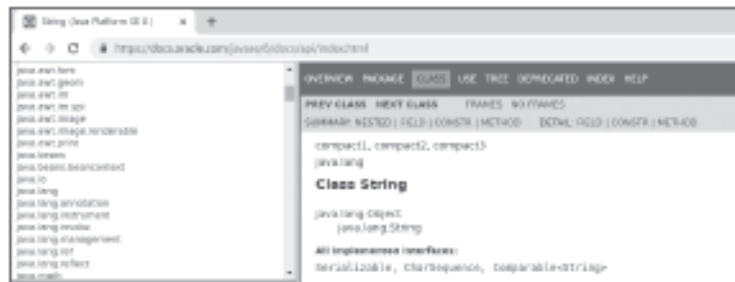 String (Java Platform SE 8)
https://docs.oracle.com/javase/8/docs/api/index.html
java.awt.font
java.awt.geom
java.awt.im
java.awt.im.spi
java.awt.image
java.awt.image.renderable
java.awt.print
java.beans
java.beans.beancontext
java.io
java.lang
java.lang.annotation
java.lang.instrument
java.lang.invoke
java.lang.management
java.lang.ref
java.lang.reflect
java.math
OVERVIEW PACKAGE CLASS USE TREE DEPRECATED INDEX HELP
PREV CLASS NEXT CLASS FRAMES NO FRAMES
SUMMARY: NESTED | FIELD | CONSTR | METHOD DETAIL: FIELD | CONSTR | METHOD
compact1, compact2, compact3
java.lang
Class String
java.lang.Object
java.lang.String
All Implemented Interfaces:
Serializable, CharSequence, Comparable<String>